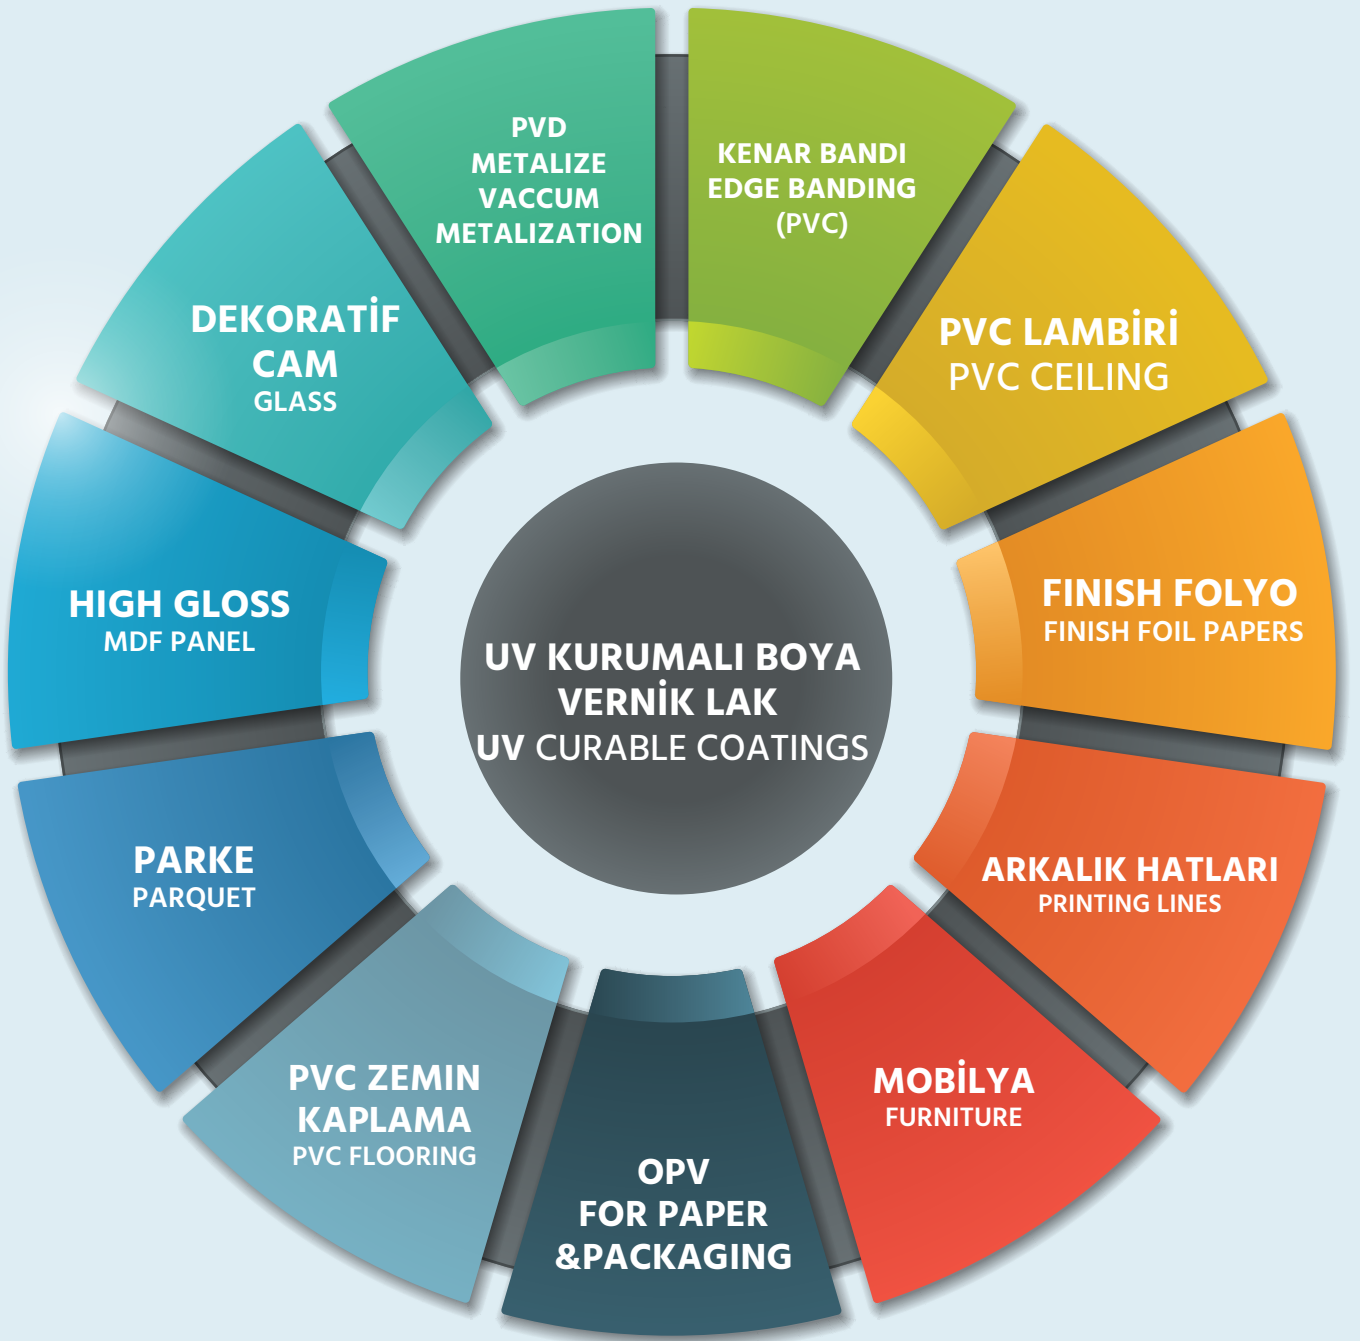 PVD
METALIZE
VACCUM
METALIZATION
KENAR BANDI
EDGE BANDING
(PVC)
PVC LAMBİRİ
PVC CEILING
FINISH FOLYO
FINISH FOIL PAPERS
ARKALIK HATLARI
PRINTING LINES
MOBİLYA
FURNITURE
OPV
FOR PAPER
&PACKAGING
PVC ZEMIN
KAPLAMA
PVC FLOORING
PARKE
PARQUET
HIGH GLOSS
MDF PANEL
DEKORATİF
CAM
GLASS
UV KURUMALI BOYA
VERNİK LAK
UV CURABLE COATINGS